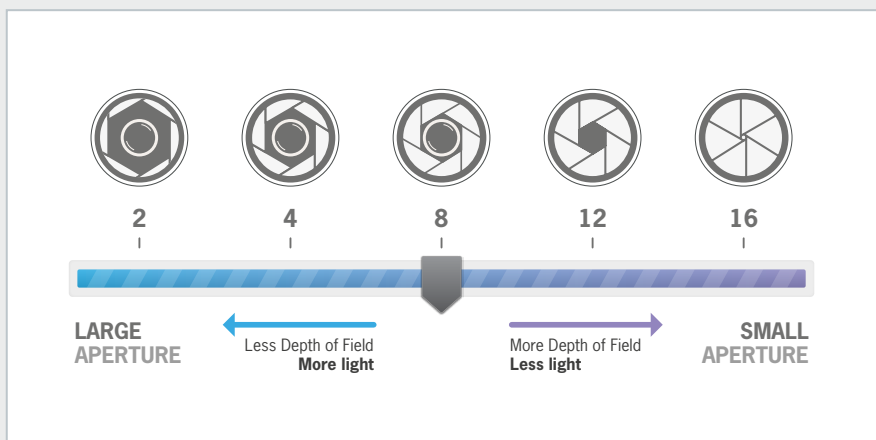 2 4 8 12 16
LARGE
APERTURE
Less Depth of Field
More light
More Depth of Field
Less light
SMALL
APERTURE